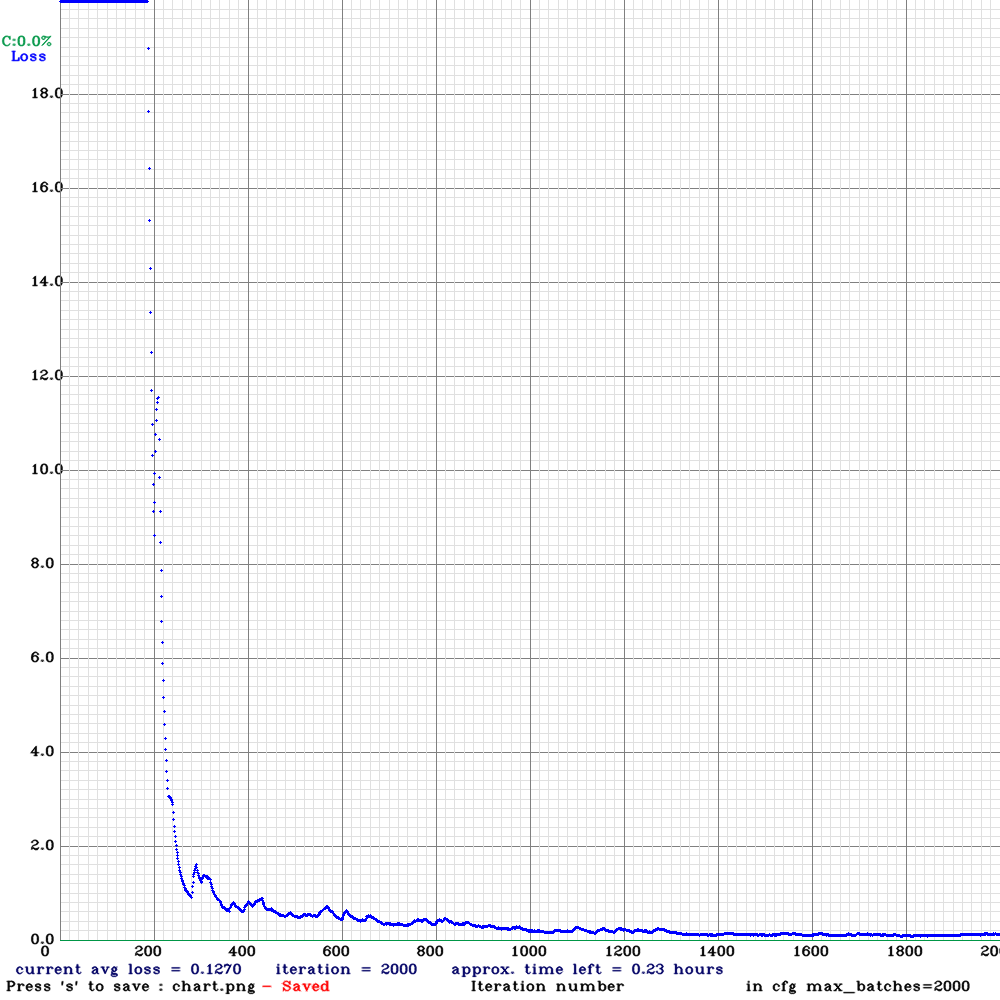 C:0.0%
Loss
18.0
16.0
14.0
12.0
10.0
8.0
6.0
4.0
2.0
0.0
0 200 400 600 800 1000 1200 1400 1600 1800 200
current avg loss = 0.1270 iteration = 2000 approx. time left = 0.23 hours
Press 's' to save : chart.png - Saved Iteration number in cfg max_batches=2000